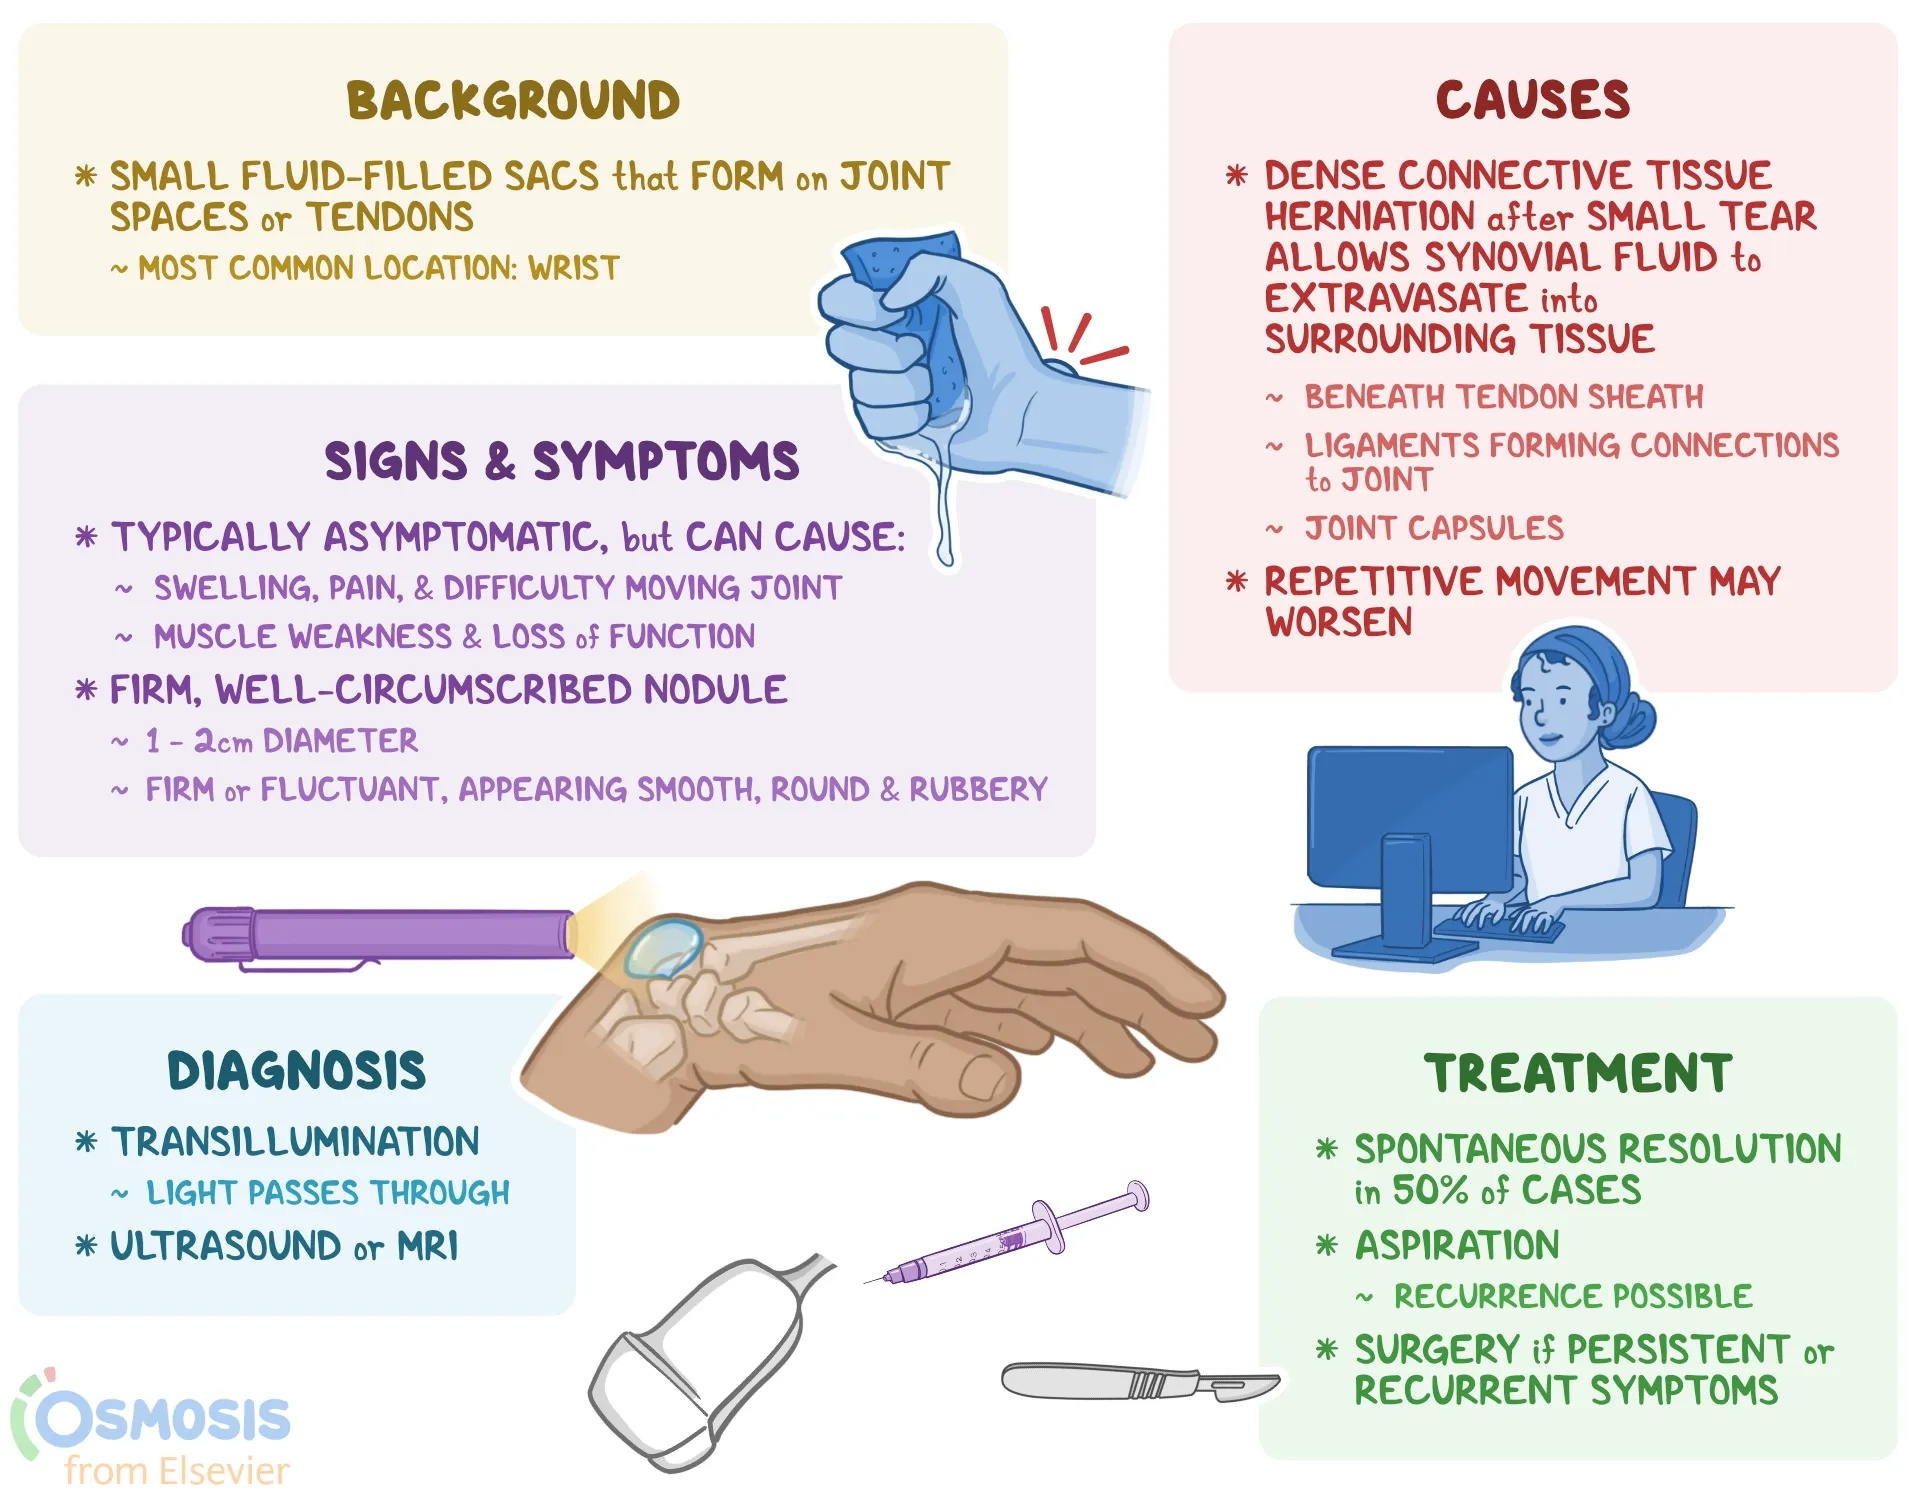 BACKGROUND
* SMALL FLUID-FILLED SACS that FORM on JOINT
SPACES or TENDONS
~ MOST COMMON LOCATION: WRIST
SIGNS & SYMPTOMS
* TYPICALLY ASYMPTOMATIC, but CAN CAUSE:
~ SWELLING, PAIN, & DIFFICULTY MOVING JOINT
~ MUSCLE WEAKNESS & LOSS of FUNCTION
* FIRM, WELL-CIRCUMSCRIBED NODULE
~ 1 - 2cm DIAMETER
~ FIRM or FLUCTUANT, APPEARING SMOOTH, ROUND & RUBBERY
CAUSES
* DENSE CONNECTIVE TISSUE
HERNIATION after SMALL TEAR
ALLOWS SYNOVIAL FLUID to
EXTRAVASATE into
SURROUNDING TISSUE
~ BENEATH TENDON SHEATH
~ LIGAMENTS FORMING CONNECTIONS
to JOINT
~ JOINT CAPSULES
* REPETITIVE MOVEMENT MAY
WORSEN
DIAGNOSIS
* TRANSILLUMINATION
~ LIGHT PASSES THROUGH
* ULTRASOUND or MRI
TREATMENT
* SPONTANEOUS RESOLUTION
in 50% of CASES
* ASPIRATION
~ RECURRENCE POSSIBLE
* SURGERY if PERSISTENT or
RECURRENT SYMPTOMS
OSMOSIS
from Elsevier